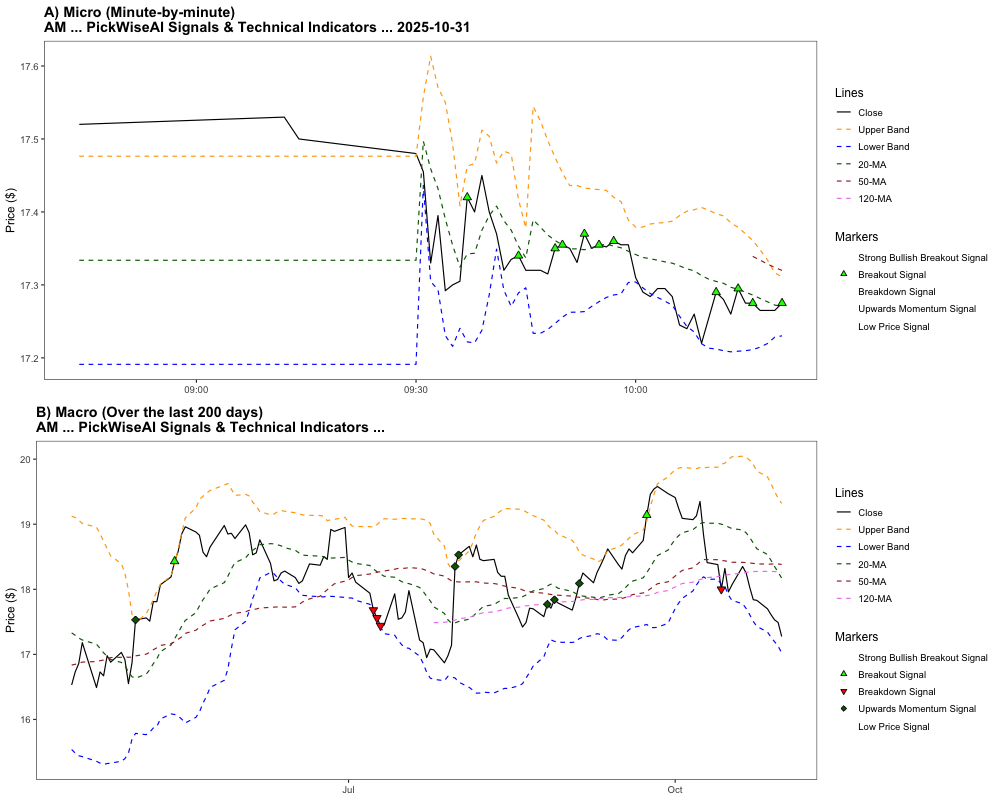 A) Micro (Minute-by-minute)
AM ... PickWiseAI Signals & Technical Indicators ... 2025-10-31
Price ($)
17.6
17.5
17.4
17.3
17.2
09:00
09:30
10:00
Lines
Close
Upper Band
Lower Band
20-MA
50-MA
120-MA
Markers
Strong Bullish Breakout Signal
Breakout Signal
Breakdown Signal
Upwards Momentum Signal
Low Price Signal
B) Macro (Over the last 200 days)
AM ... PickWiseAI Signals & Technical Indicators ...
Price ($)
20
19
18
17
16
Jul
Oct
Lines
Close
Upper Band
Lower Band
20-MA
50-MA
120-MA
Markers
Strong Bullish Breakout Signal
Breakout Signal
Breakdown Signal
Upwards Momentum Signal
Low Price Signal